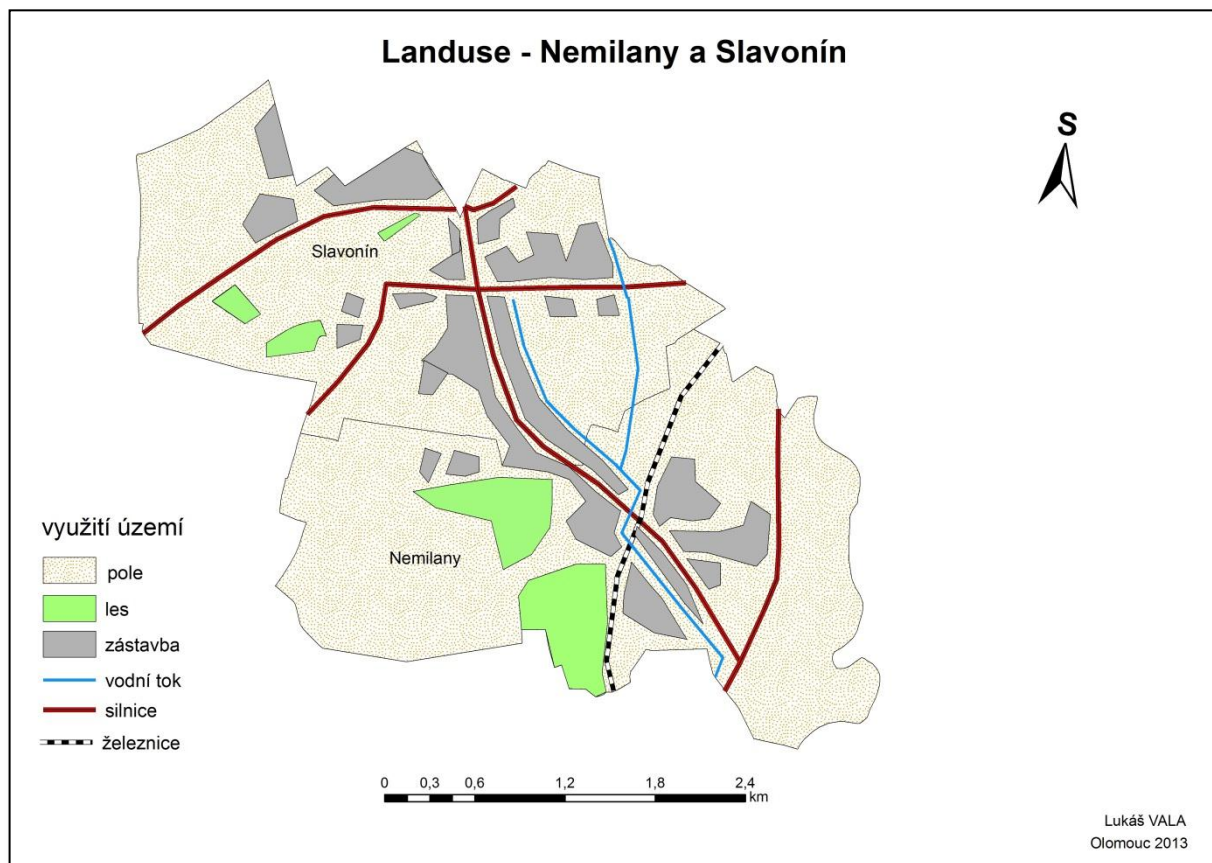 Landuse - Nemilany a Slavonín
S
Slavonín
Nemilany
využití území
pole
les
zástavba
vodní tok
silnice
železnice
0 0,3 0,6 1,2 1,8 2,4
km
Lukáš VALA
Olomouc 2013